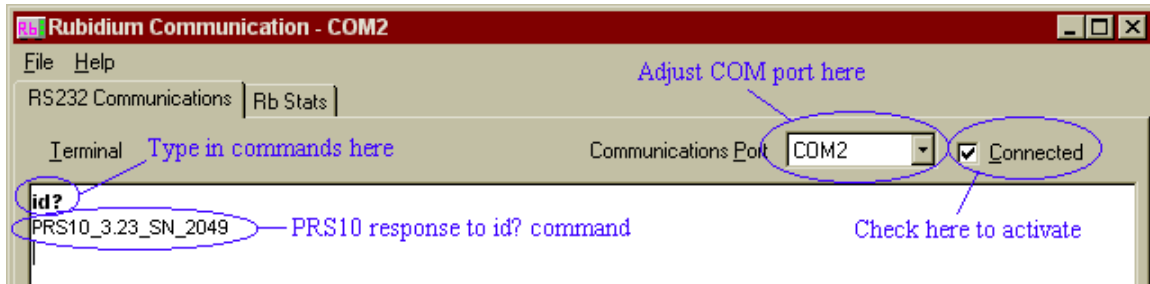 Rb Rubidium Communication - COM2
File Help
Adjust COM port here
RS232 Communications Rb Stats
Terminal Type in commands here Communications Port COM2 Connected
id?
PRS10_3.23_SN_2049 PRS10 response to id? command Check here to activate